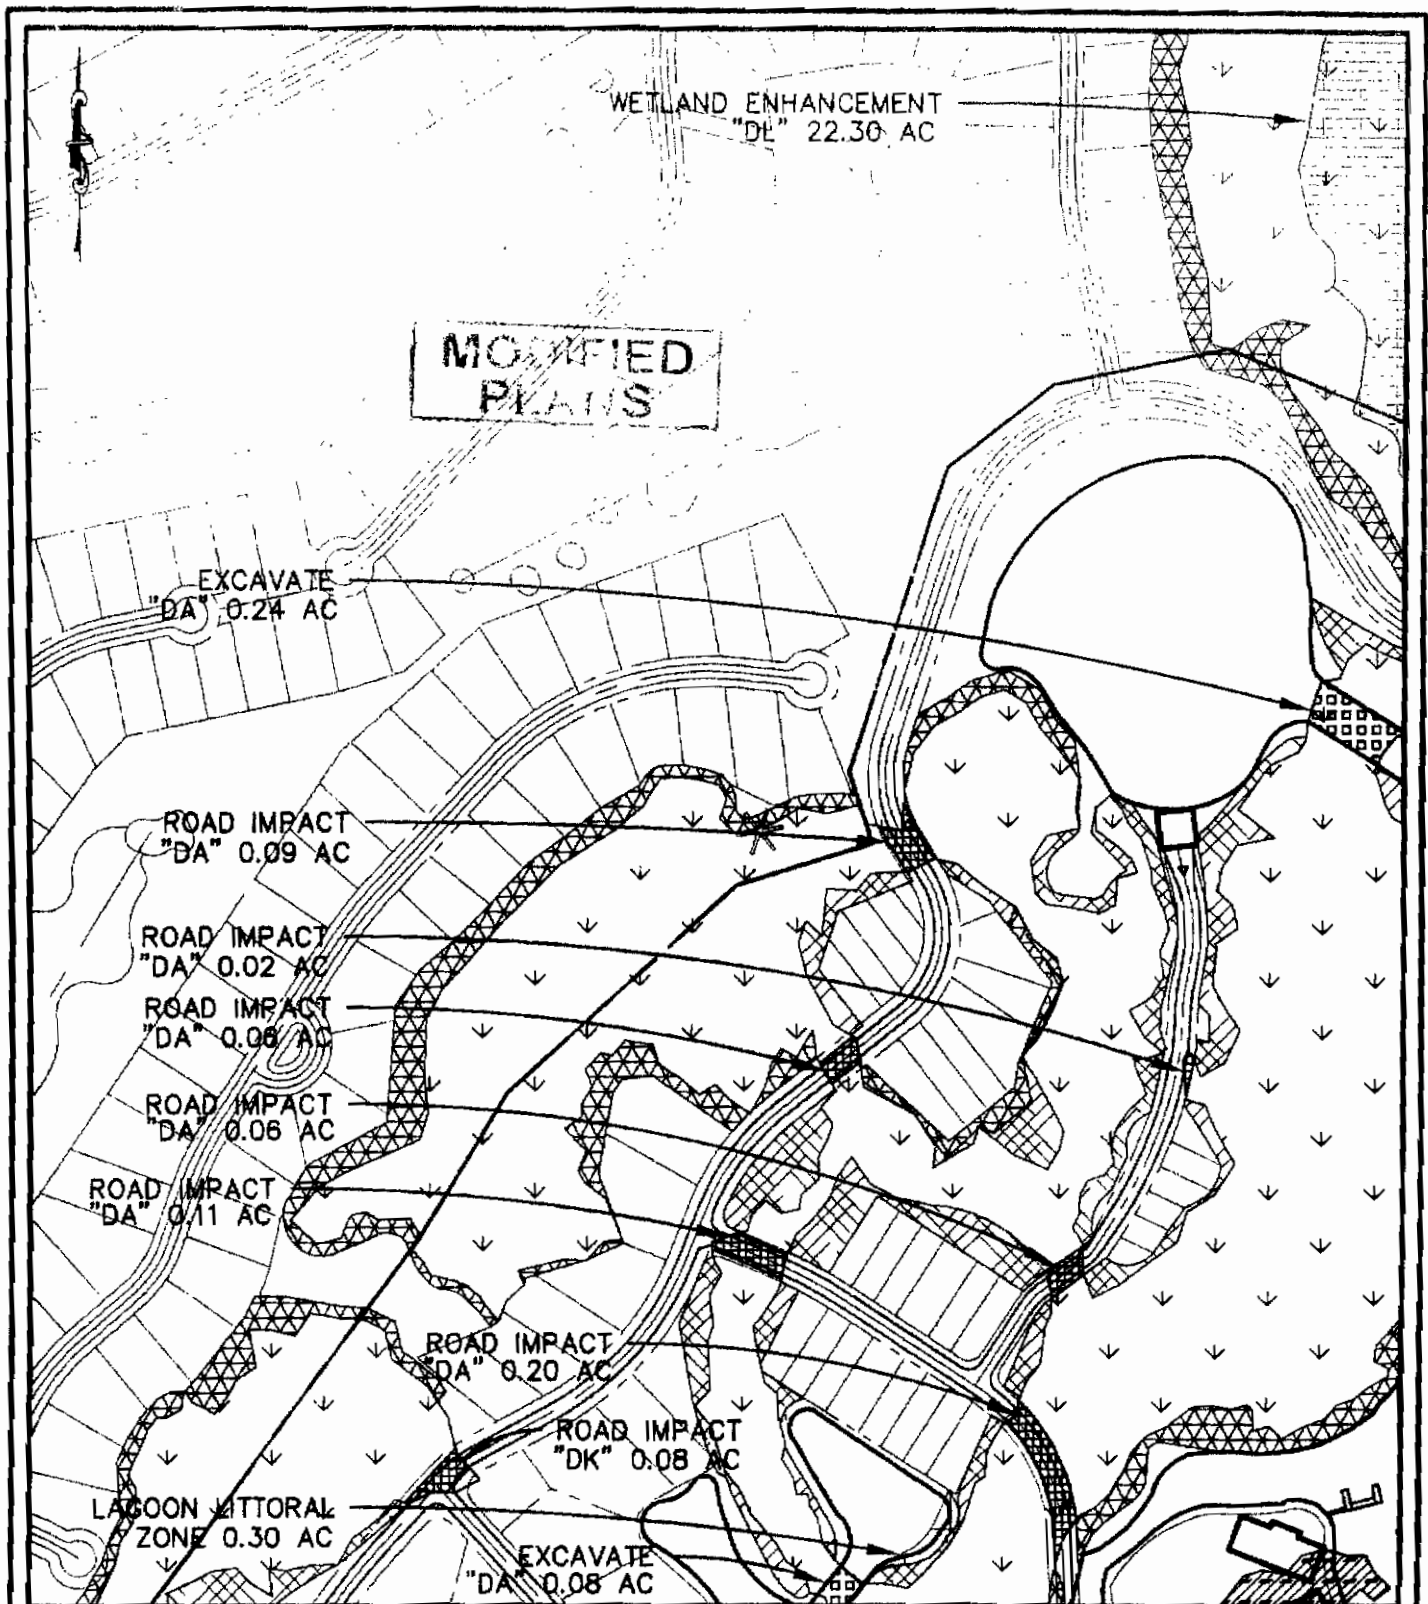 WETLAND ENHANCEMENT
"DL" 22.30 AC
MODIFIED
PLANS
EXCAVATE
"DA" 0.24 AC
ROAD IMPACT
"DA" 0.09 AC
ROAD IMPACT
"DA" 0.02 AC
ROAD IMPACT
"DA" 0.06 AC
ROAD IMPACT
"DA" 0.06 AC
ROAD IMPACT
"DA" 0.11 AC
ROAD IMPACT
"DA" 0.20 AC
ROAD IMPACT
"DK" 0.08 AC
LAGOON LITTORAL
ZONE 0.30 AC
EXCAVATE
"DA" 0.08 AC